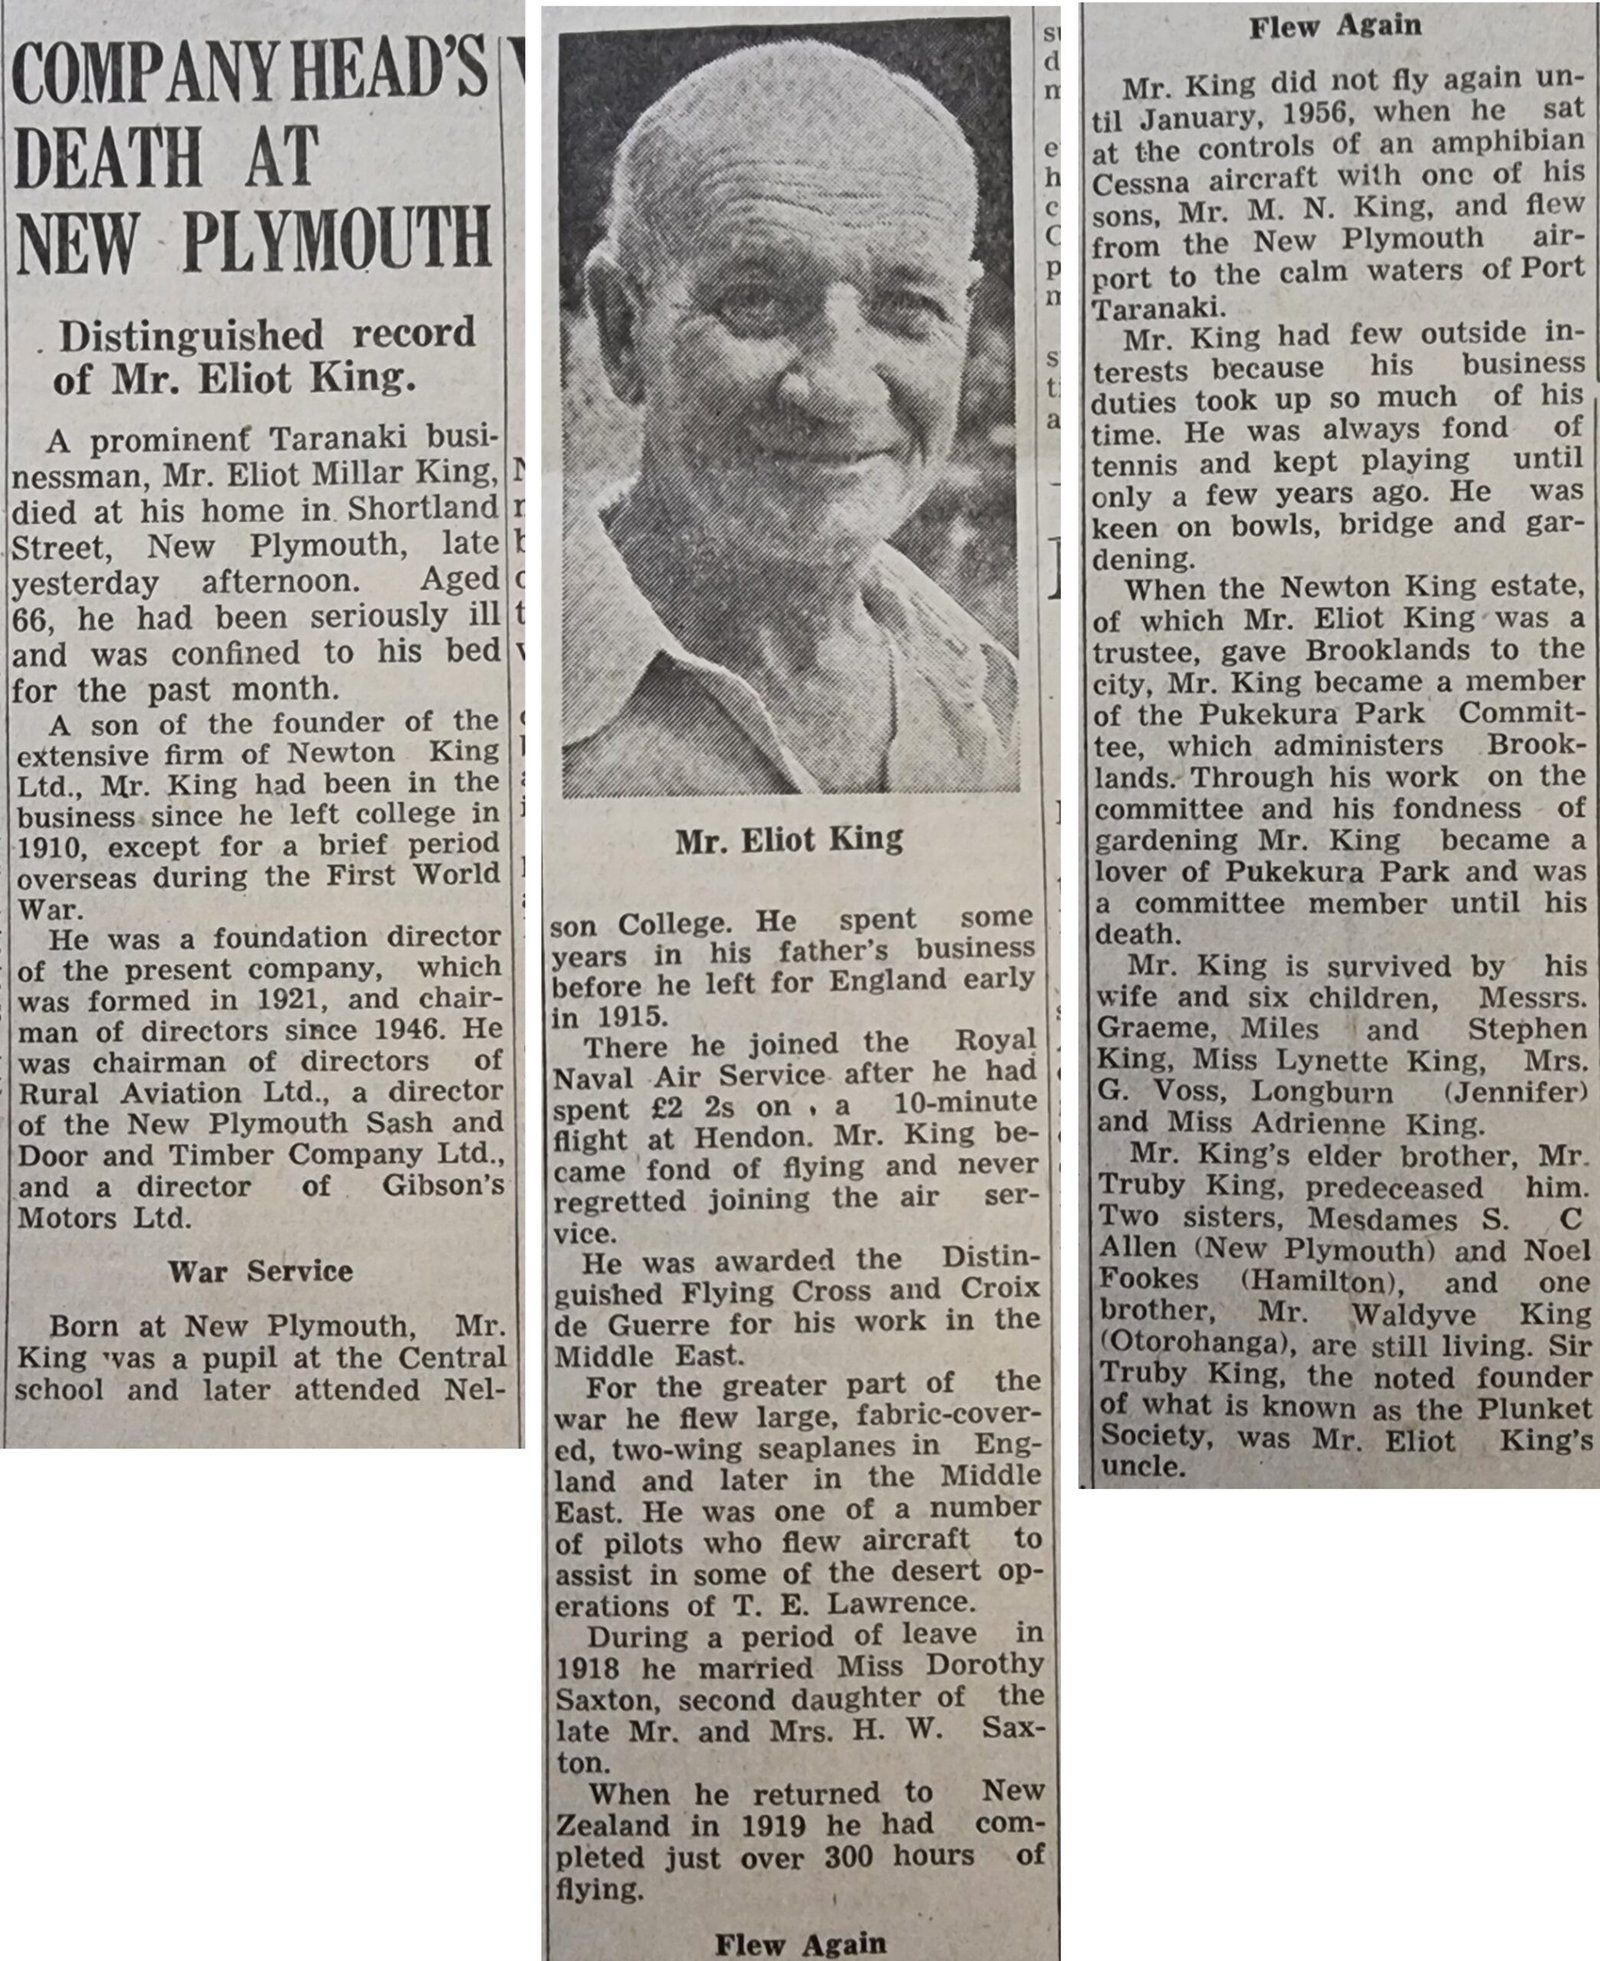 COMPANY HEAD'S
DEATH AT
NEW PLYMOUTH
Distinguished record
of Mr. Eliot King.
A prominent Taranaki busi-
nessman, Mr. Eliot Millar King,
died at his home in Shortland
Street, New Plymouth, late
yesterday afternoon. Aged
66, he had been seriously ill
and was confined to his bed
for the past month.
A son of the founder of the
extensive firm of Newton King
Ltd., Mr. King had been in the
business since he left college in
1910, except for a brief period
overseas during the First World
War.
He was a foundation director
of the present company, which
was formed in 1921, and chair-
man of directors since 1946. He
was chairman of directors of
Rural Aviation Ltd., a director
of the New Plymouth Sash and
Door and Timber Company Ltd.,
and a director of Gibson's
Motors Ltd.
War Service
Born at New Plymouth, Mr.
King was a pupil at the Central
school and later attended Nel-
Mr. Eliot King
son College. He spent some
years in his father's business
before he left for England early
in 1915.
There he joined the Royal
Naval Air Service after he had
spent £2 2s on a 10-minute
flight at Hendon. Mr. King be-
came fond of flying and never
regretted joining the air ser-
vice.
He was awarded the Distin-
guished Flying Cross and Croix
de Guerre for his work in the
Middle East.
For the greater part of the
war he flew large, fabric-cover-
ed, two-wing seaplanes in Eng-
land and later in the Middle
East. He was one of a number
of pilots who flew aircraft to
assist in some of the desert op-
erations of T. E. Lawrence.
During a period of leave in
1918 he married Miss Dorothy
Saxton, second daughter of the
late Mr. and Mrs. H. W. Sax-
ton.
When he returned to New
Zealand in 1919 he had com-
pleted just over 300 hours of
flying.
Flew Again
Flew Again
Mr. King did not fly again un-
til January, 1956, when he sat
at the controls of an amphibian
Cessna aircraft with one of his
sons, Mr. M. N. King, and flew
from the New Plymouth air-
port to the calm waters of Port
Taranaki.
Mr. King had few outside in-
terests because his business
duties took up so much of his
time. He was always fond of
tennis and kept playing until
only a few years ago. He was
keen on bowls, bridge and gar-
dening.
When the Newton King estate,
of which Mr. Eliot King was a
trustee, gave Brooklands to the
city, Mr. King became a member
of the Pukekura Park Commit-
tee, which administers Brook-
lands. Through his work on the
committee and his fondness of
gardening Mr. King became a
lover of Pukekura Park and was
a committee member until his
death.
Mr. King is survived by his
wife and six children, Messrs.
Graeme, Miles and Stephen
King, Miss Lynette King, Mrs.
G. Voss, Longburn (Jennifer)
and Miss Adrienne King.
Mr. King's elder brother, Mr.
Truby King, predeceased him.
Two sisters, Mesdames S. C
Allen (New Plymouth) and Noel
Fookes (Hamilton), and one
brother, Mr. Waldyve King
(Otorohanga), are still living. Sir
Truby King, the noted founder
of what is known as the Plunket
Society, was Mr. Eliot King's
uncle.